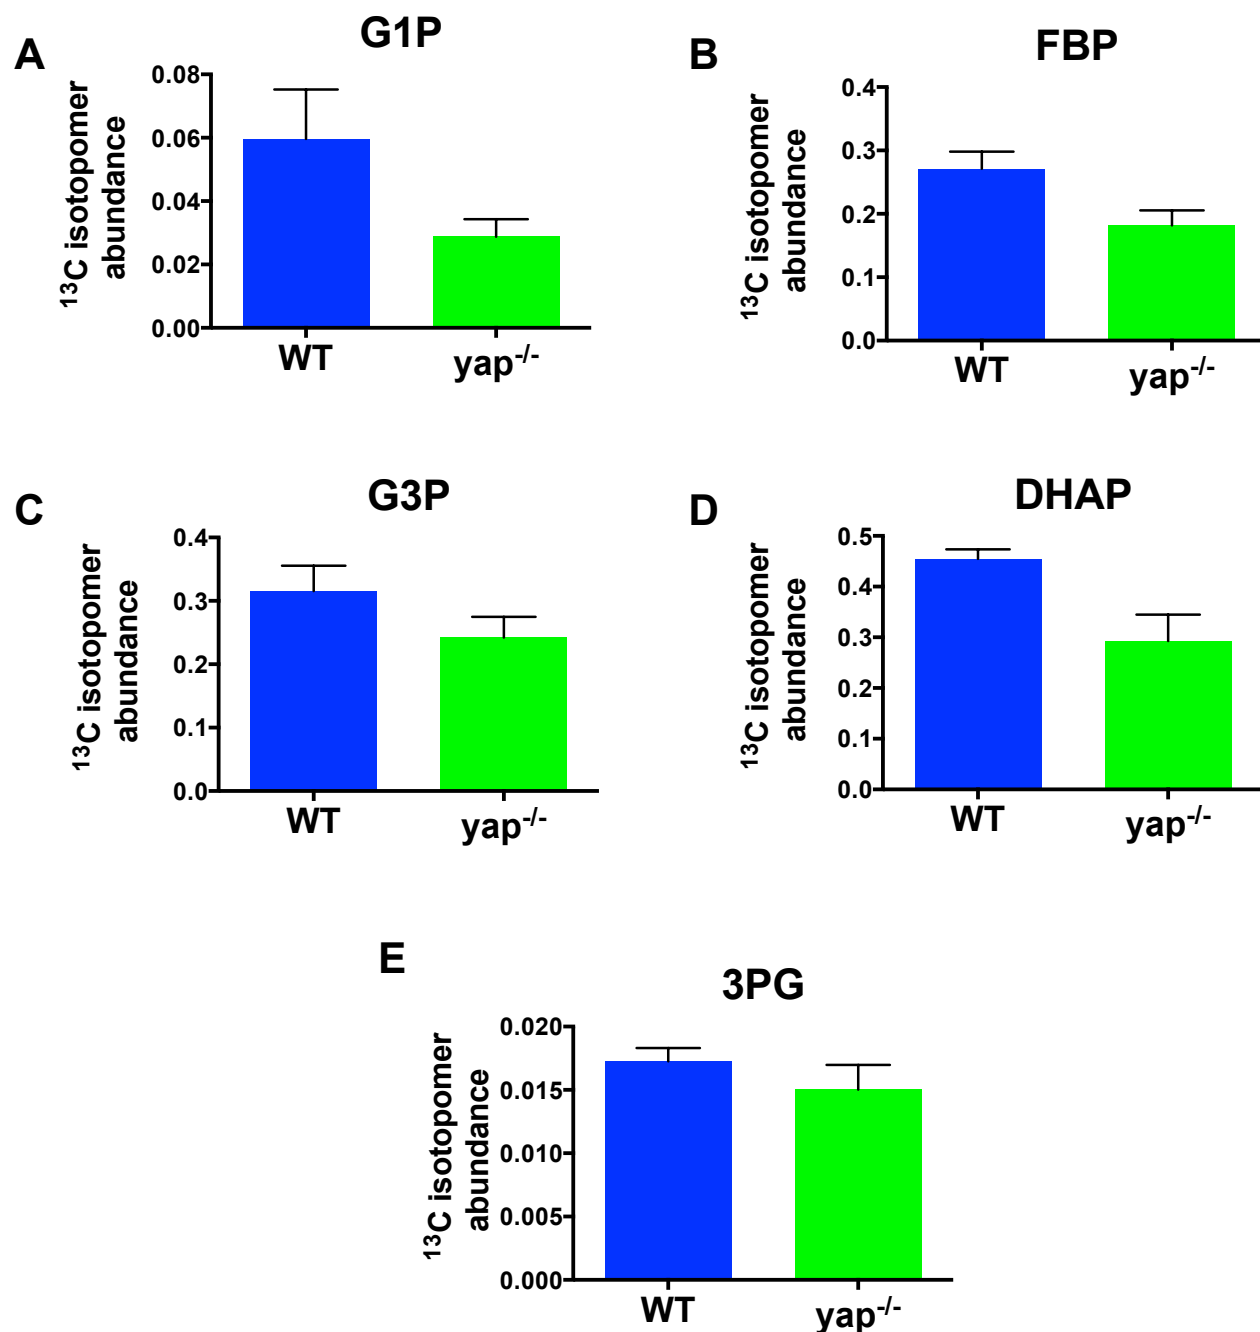 A
G1P
¹³C isotopomer
abundance
0.08
0.06
0.04
0.02
0.00
WT
yap⁻/⁻
B
FBP
¹³C isotopomer
abundance
0.4
0.3
0.2
0.1
0.0
WT
yap⁻/⁻
C
G3P
¹³C isotopomer
abundance
0.4
0.3
0.2
0.1
0.0
WT
yap⁻/⁻
D
DHAP
¹³C isotopomer
abundance
0.5
0.4
0.3
0.2
0.1
0.0
WT
yap⁻/⁻
E
3PG
¹³C isotopomer
abundance
0.020
0.015
0.010
0.005
0.000
WT
yap⁻/⁻